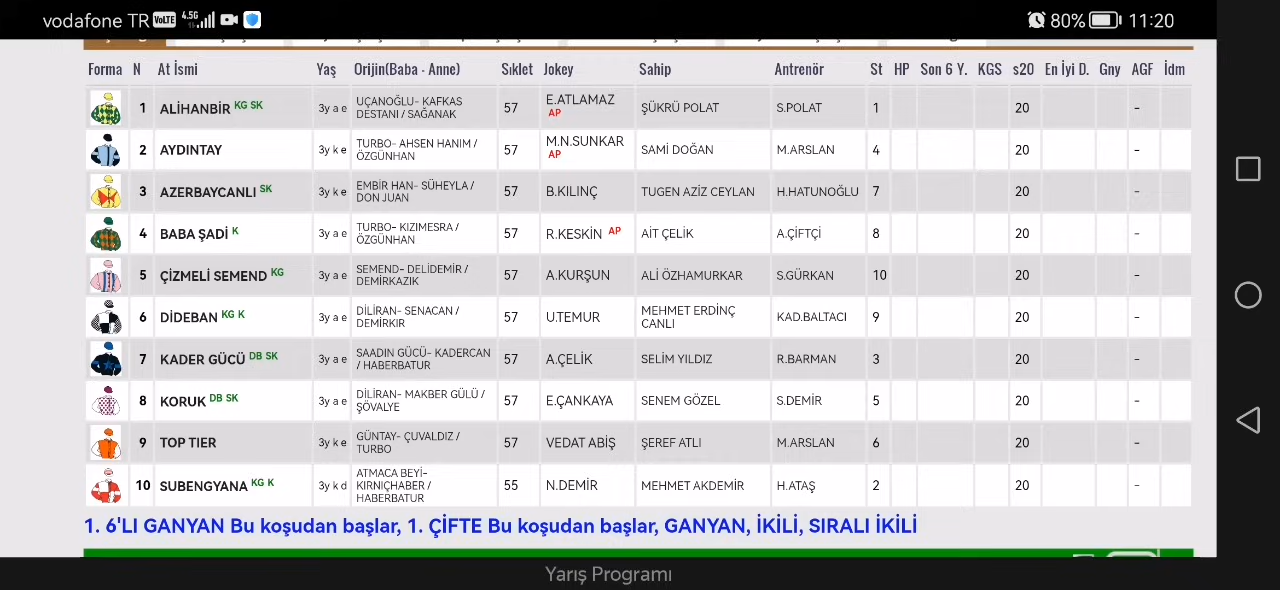 vodafone TR VoLTE 4.5G 80% 11:20
Forma N At İsmi Yaş Orijin(Baba - Anne) Sıklet Jokey Sahip Antrenör St HP Son 6 Y. KGS s20 En İyi D. Gny AGF İdm
1 ALİHANBİR KG SK 3y a e UÇANOĞLU- KAFKAS DESTANI / SAĞANAK 57 E.ATLAMAZ AP ŞÜKRÜ POLAT S.POLAT 1 20 -
2 AYDINTAY 3y k e TURBO- AHSEN HANIM / ÖZGÜNHAN 57 M.N.SUNKAR AP SAMİ DOĞAN M.ARSLAN 4 20 -
3 AZERBAYCANLI SK 3y k e EMBİR HAN- SÜHEYLA / DON JUAN 57 B.KILINÇ TUGEN AZİZ CEYLAN H.HATUNOĞLU 7 20 -
4 BABA ŞADİ K 3y a e TURBO- KIZIMESRA / ÖZGÜNHAN 57 R.KESKİN AP AİT ÇELİK A.ÇİFTÇİ 8 20 -
5 ÇİZMELİ SEMEND KG 3y a e SEMEND- DELİDEMİR / DEMİRKAZIK 57 A.KURŞUN ALİ ÖZHAMURKAR S.GÜRKAN 10 20 -
6 DİDEBAN KG K 3y a e DİLİRAN- SENACAN / DEMİRKIR 57 U.TEMUR MEHMET ERDİNÇ CANLI KAD.BALTACI 9 20 -
7 KADER GÜCÜ DB SK 3y a e SAADIN GÜCÜ- KADERCAN / HABERBATUR 57 A.ÇELİK SELİM YILDIZ R.BARMAN 3 20 -
8 KORUK DB SK 3y a e DİLİRAN- MAKBER GÜLÜ / ŞÖVALYE 57 E.ÇANKAYA SENEM GÖZEL S.DEMİR 5 20 -
9 TOP TIER 3y k e GÜNTAY- ÇUVALDIZ / TURBO 57 VEDAT ABİŞ ŞEREF ATLI M.ARSLAN 6 20 -
10 SUBENGYANA KG K 3y k d ATMACA BEYİ- KIRNIÇHABER / HABERBATUR 55 N.DEMİR MEHMET AKDEMİR H.ATAŞ 2 20 -
1. 6'LI GANYAN Bu koşudan başlar, 1. ÇİFTE Bu koşudan başlar, GANYAN, İKİLİ, SIRALI İKİLİ
Yarış Programı